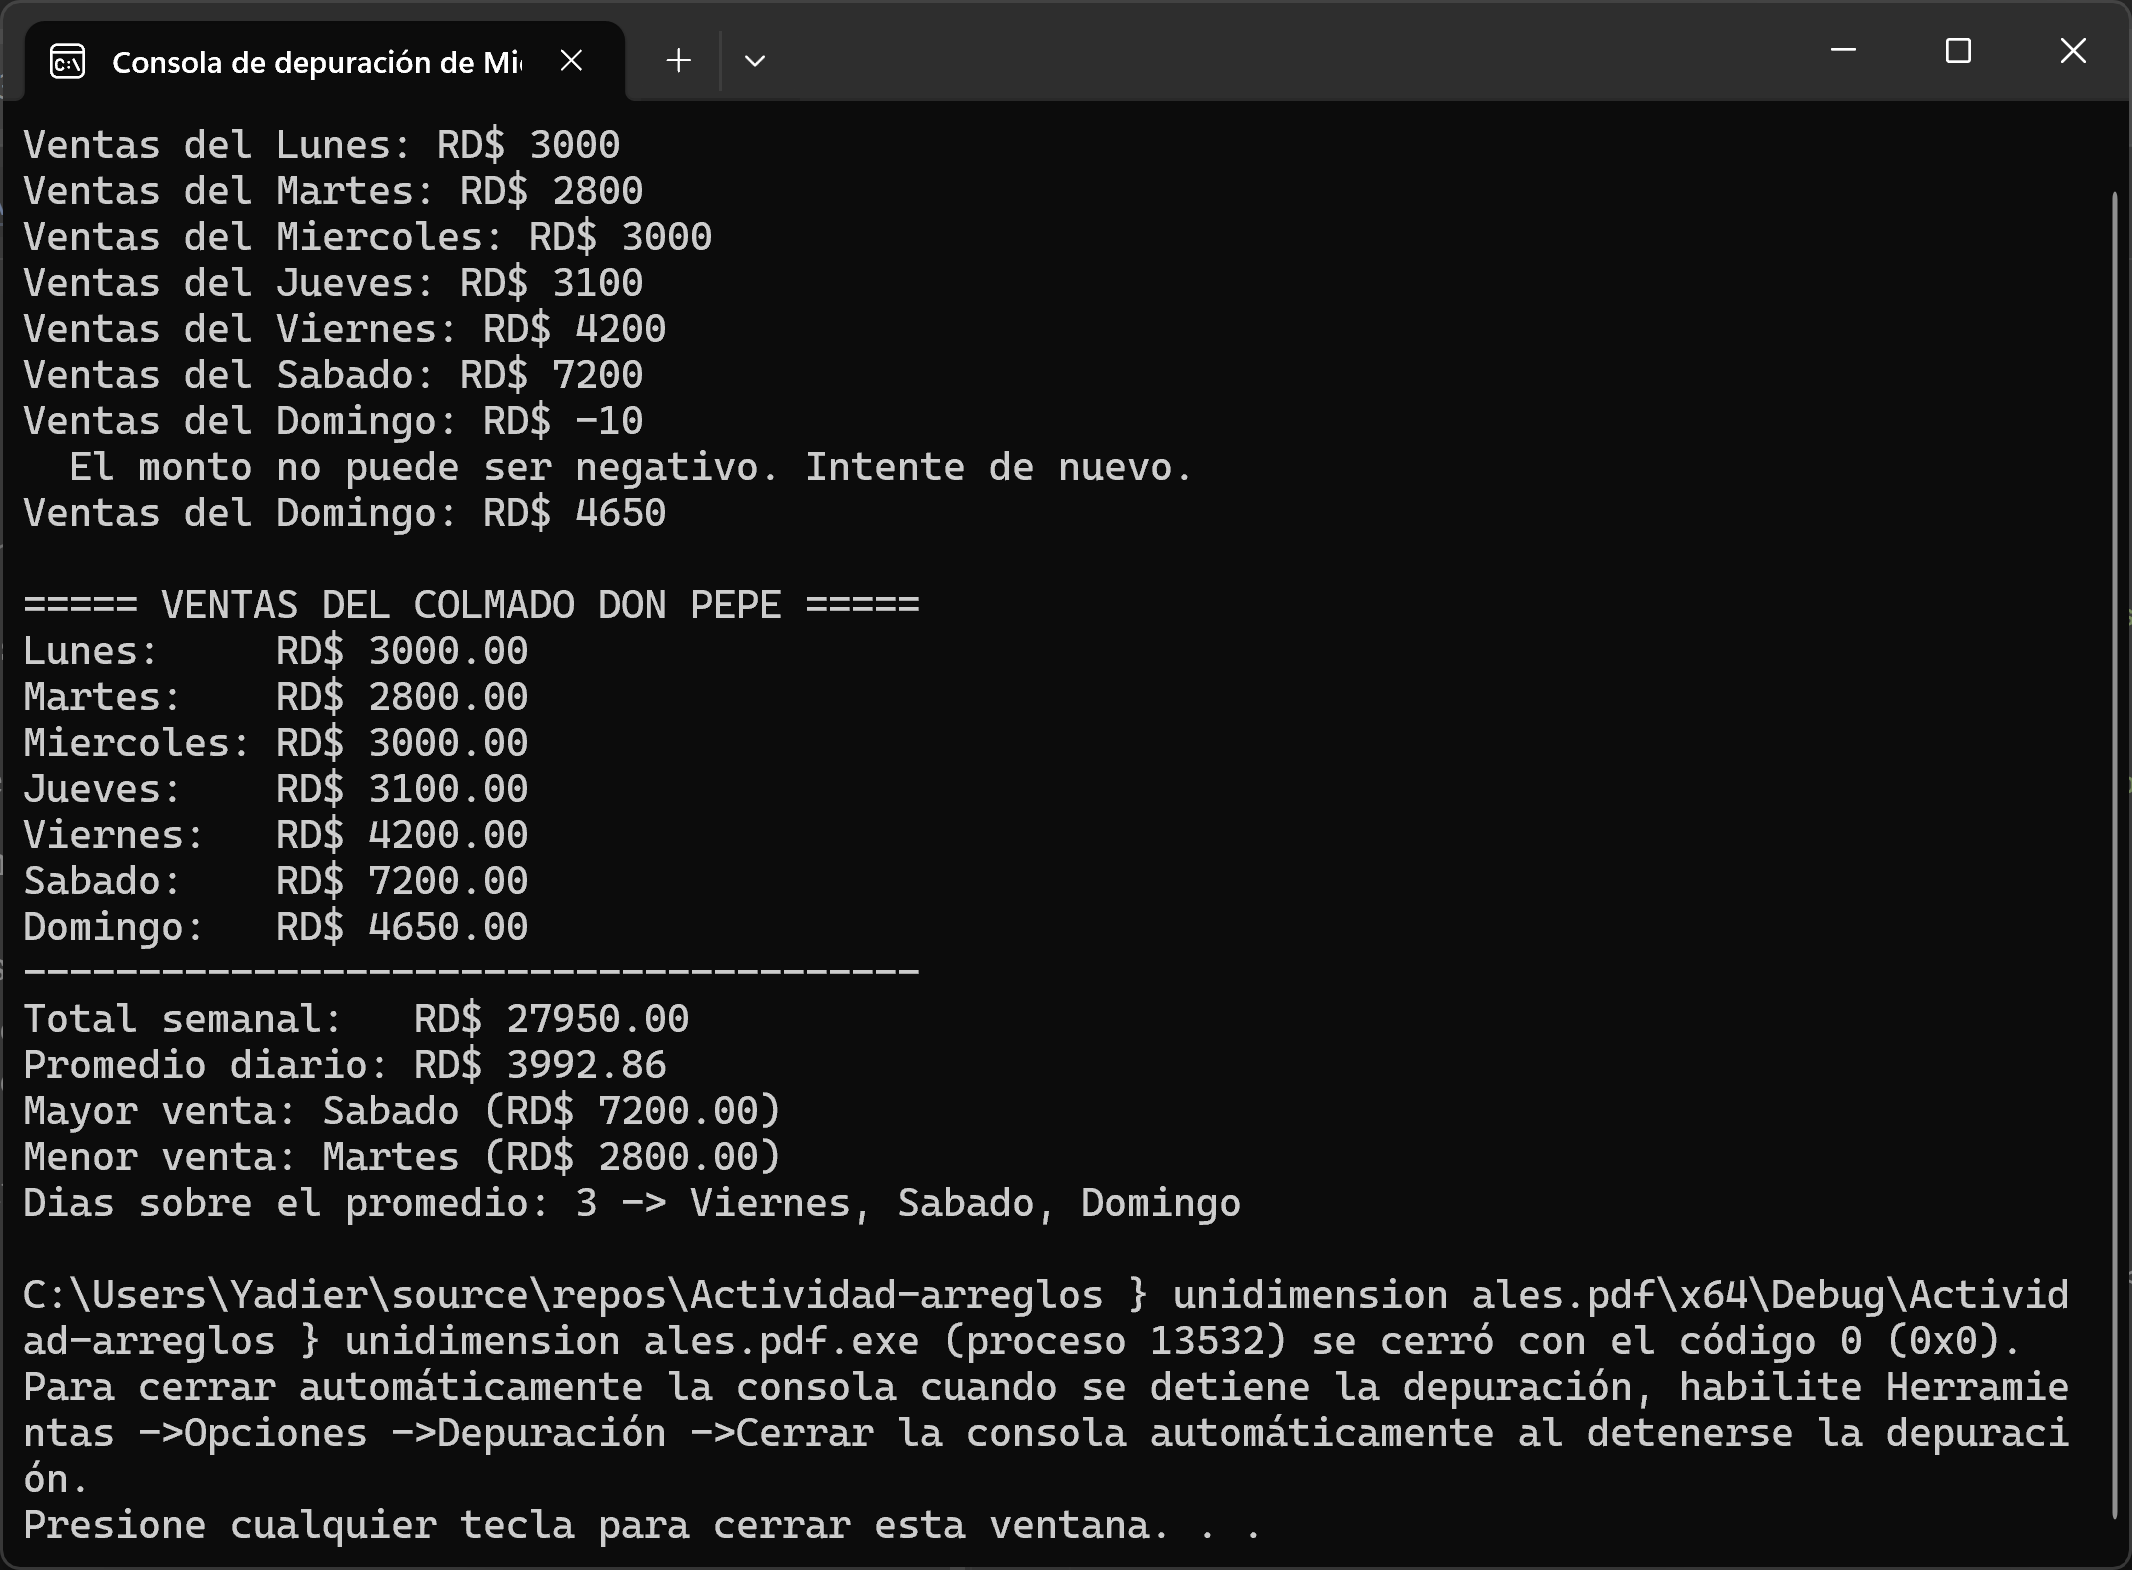 Consola de depuración de Mi
Ventas del Lunes: RD$ 3000
Ventas del Martes: RD$ 2800
Ventas del Miercoles: RD$ 3000
Ventas del Jueves: RD$ 3100
Ventas del Viernes: RD$ 4200
Ventas del Sabado: RD$ 7200
Ventas del Domingo: RD$ -10
  El monto no puede ser negativo. Intente de nuevo.
Ventas del Domingo: RD$ 4650

===== VENTAS DEL COLMADO DON PEPE =====
Lunes:     RD$ 3000.00
Martes:    RD$ 2800.00
Miercoles: RD$ 3000.00
Jueves:    RD$ 3100.00
Viernes:   RD$ 4200.00
Sabado:    RD$ 7200.00
Domingo:   RD$ 4650.00
---------------------------------------
Total semanal:   RD$ 27950.00
Promedio diario: RD$ 3992.86
Mayor venta: Sabado (RD$ 7200.00)
Menor venta: Martes (RD$ 2800.00)
Dias sobre el promedio: 3 -> Viernes, Sabado, Domingo

C:\Users\Yadier\source\repos\Actividad-arreglos } unidimension ales.pdf\x64\Debug\Activid
ad-arreglos } unidimension ales.pdf.exe (proceso 13532) se cerró con el código 0 (0x0).
Para cerrar automáticamente la consola cuando se detiene la depuración, habilite Herramie
ntas ->Opciones ->Depuración ->Cerrar la consola automáticamente al detenerse la depuraci
ón.
Presione cualquier tecla para cerrar esta ventana. . .